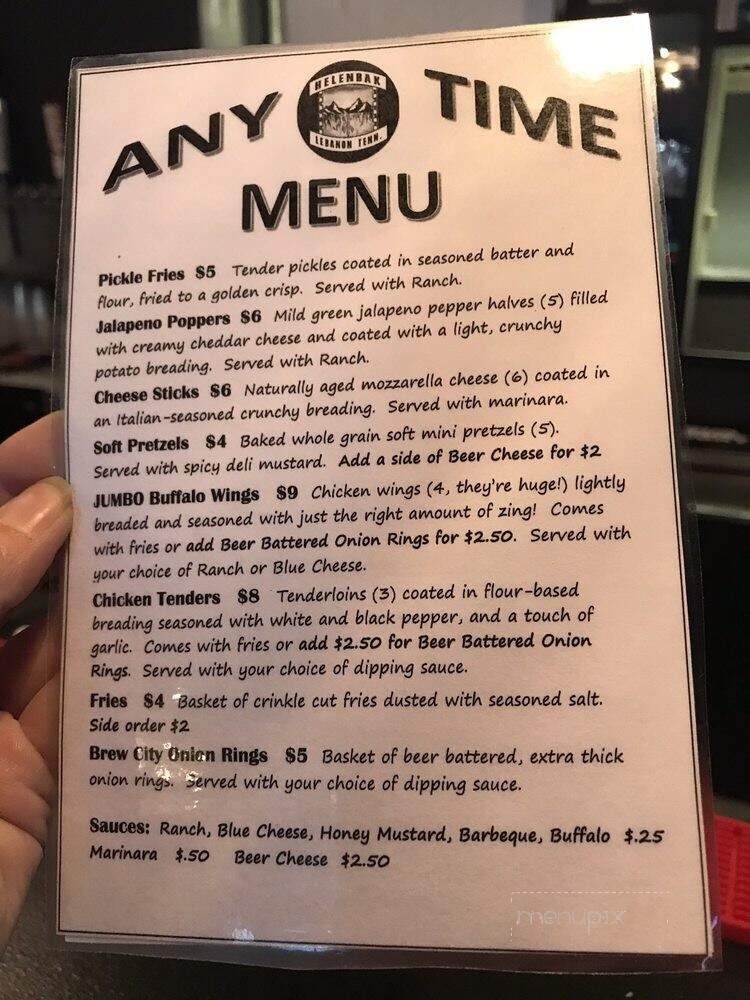 HELENBAK
LEBANON TENN.
ANY TIME
MENU
Pickle Fries $5 Tender pickles coated in seasoned batter and
flour, fried to a golden crisp. Served with Ranch.
Jalapeno Poppers $6 Mild green jalapeno pepper halves (5) filled
with creamy cheddar cheese and coated with a light, crunchy
potato breading. Served with Ranch.
Cheese Sticks $6 Naturally aged mozzarella cheese (6) coated in
an Italian-seasoned crunchy breading. Served with marinara.
Soft Pretzels $4 Baked whole grain soft mini pretzels (5).
Served with spicy deli mustard. Add a side of Beer Cheese for $2
JUMBO Buffalo Wings $9 Chicken wings (4, they're huge!) lightly
breaded and seasoned with just the right amount of zing! Comes
with fries or add Beer Battered Onion Rings for $2.50. Served with
your choice of Ranch or Blue Cheese.
Chicken Tenders $8 Tenderloins (3) coated in flour-based
breading seasoned with white and black pepper, and a touch of
garlic. Comes with fries or add $2.50 for Beer Battered Onion
Rings. Served with your choice of dipping sauce.
Fries $4 Basket of crinkle cut fries dusted with seasoned salt.
Side order $2
Brew City Onion Rings $5 Basket of beer battered, extra thick
onion rings. Served with your choice of dipping sauce.
Sauces: Ranch, Blue Cheese, Honey Mustard, Barbeque, Buffalo $.25
Marinara $.50 Beer Cheese $2.50
menupix